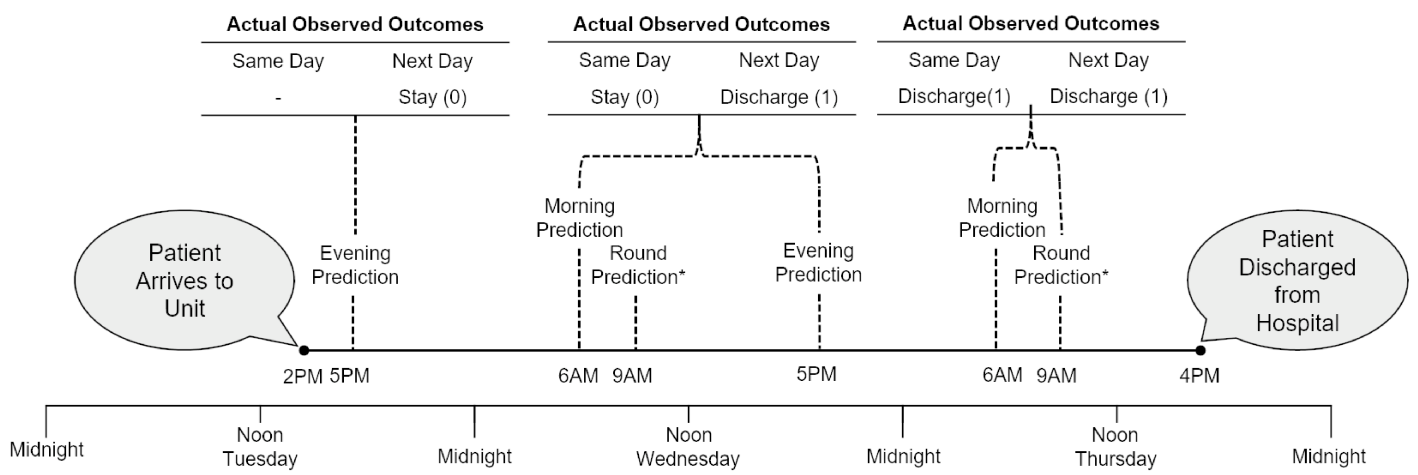 Actual Observed Outcomes
Same Day Next Day
- Stay (0)
Actual Observed Outcomes
Same Day Next Day
Stay (0) Discharge (1)
Actual Observed Outcomes
Same Day Next Day
Discharge(1) Discharge (1)
Patient
Arrives to
Unit
Evening
Prediction
Morning
Prediction
Round
Prediction*
Evening
Prediction
Morning
Prediction
Round
Prediction*
Patient
Discharged
from
Hospital
2PM 5PM 6AM 9AM 5PM 6AM 9AM 4PM
Midnight
Noon
Tuesday
Midnight
Noon
Wednesday
Midnight
Noon
Thursday
Midnight